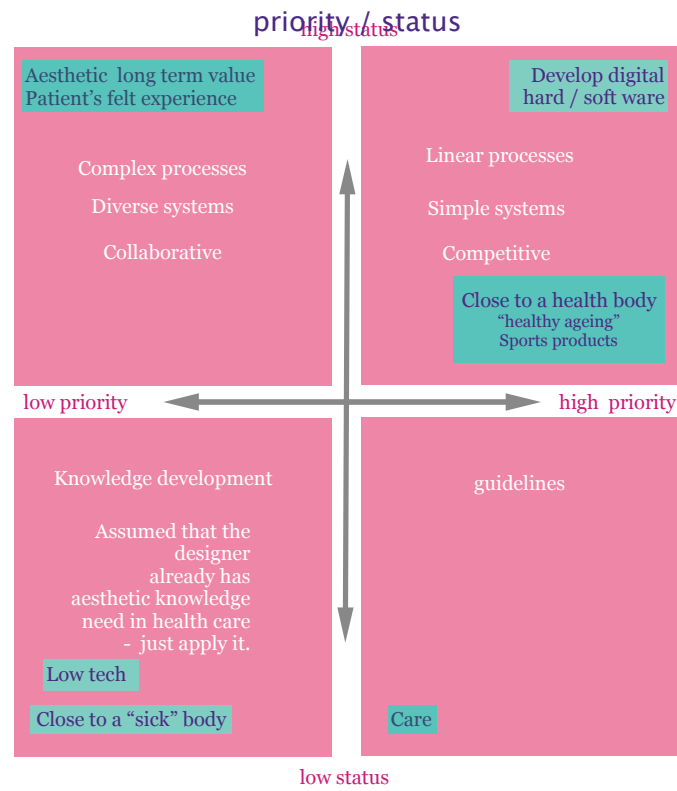 priority / status
high status
Aesthetic long term value
Patient’s felt experience
Complex processes
Diverse systems
Collaborative
Develop digital
hard / soft ware
Linear processes
Simple systems
Competitive
Close to a health body
“healthy ageing”
Sports products
low priority
high priority
Knowledge development
Assumed that the
designer
already has
aesthetic knowledge
need in health care
- just apply it.
Low tech
Close to a “sick” body
guidelines
Care
low status